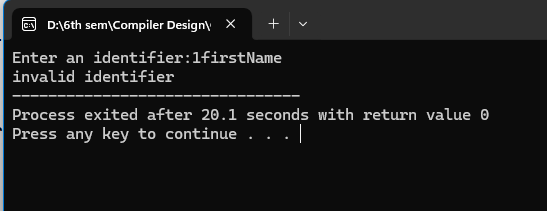 D:\6th sem\Compiler Design\
Enter an identifier:1firstName
invalid identifier
--------------------------------
Process exited after 20.1 seconds with return value 0
Press any key to continue . . .